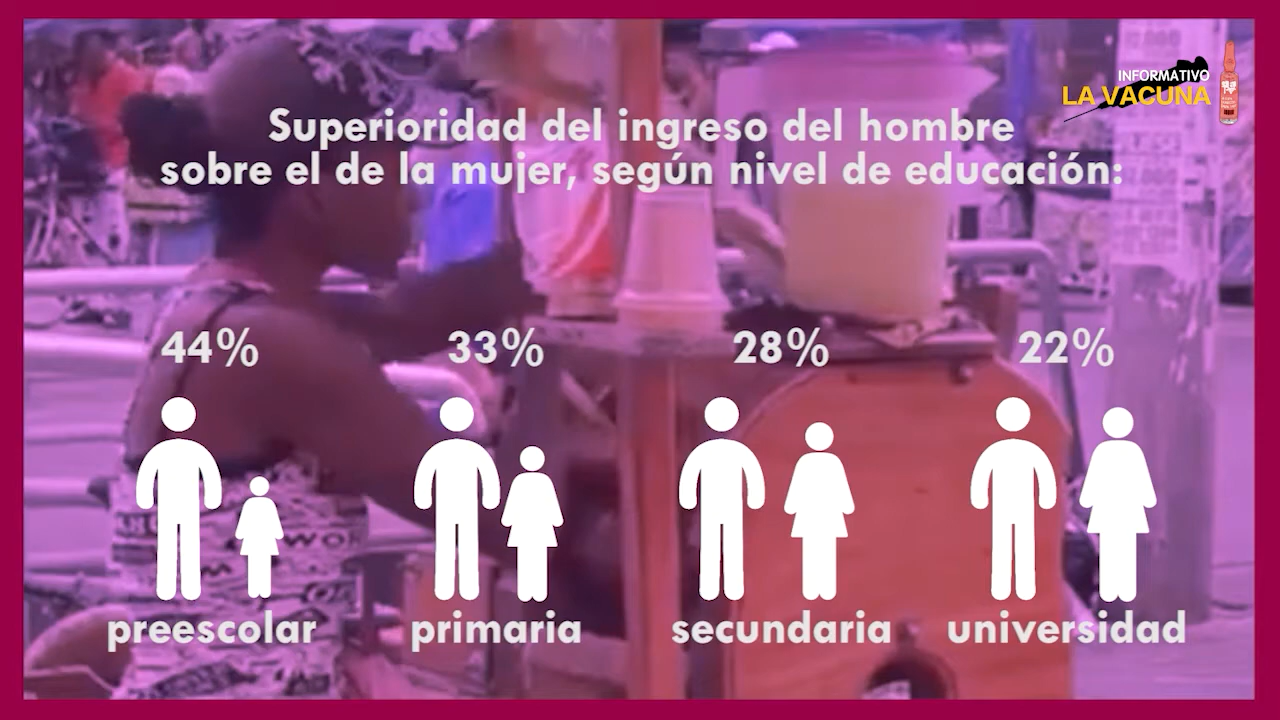 INFORMATIVO
LA VACUNA
Superioridad del ingreso del hombre
sobre el de la mujer, según nivel de educación:
44% 33% 28% 22%
preescolar primaria secundaria universidad